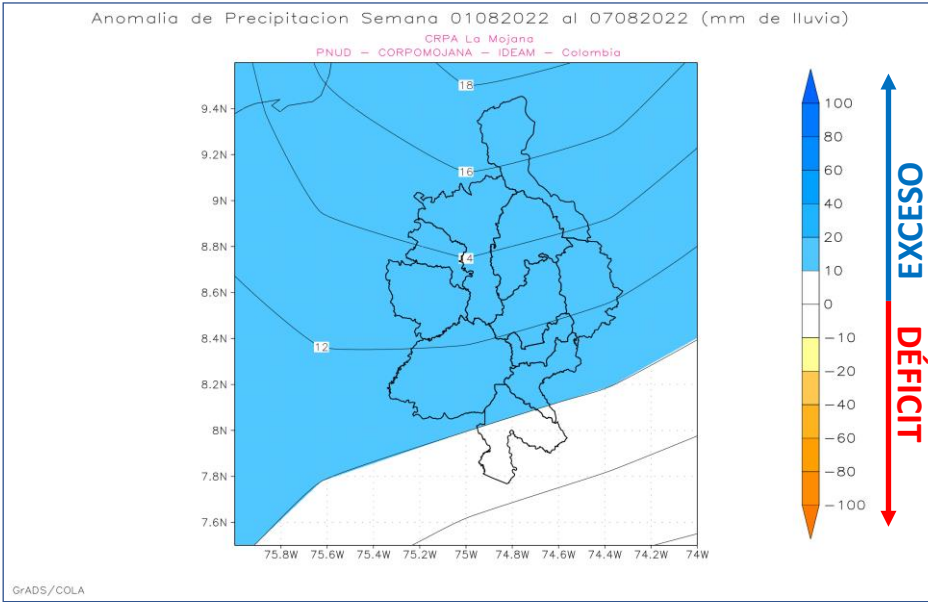 Anomalia de Precipitacion Semana 01082022 al 07082022 (mm de lluvia)
CRPA La Mojana
PNUD — CORPOMOJANA — IDEAM — Colombia
18
16
14
12
9.4N
9.2N
9N
8.8N
8.6N
8.4N
8.2N
8N
7.8N
7.6N
75.8W 75.6W 75.4W 75.2W 75W 74.8W 74.6W 74.4W 74.2W 74W
100
80
60
40
20
10
0
−10
−20
−40
−60
−80
−100
EXCESO
DÉFICIT
GrADS/COLA